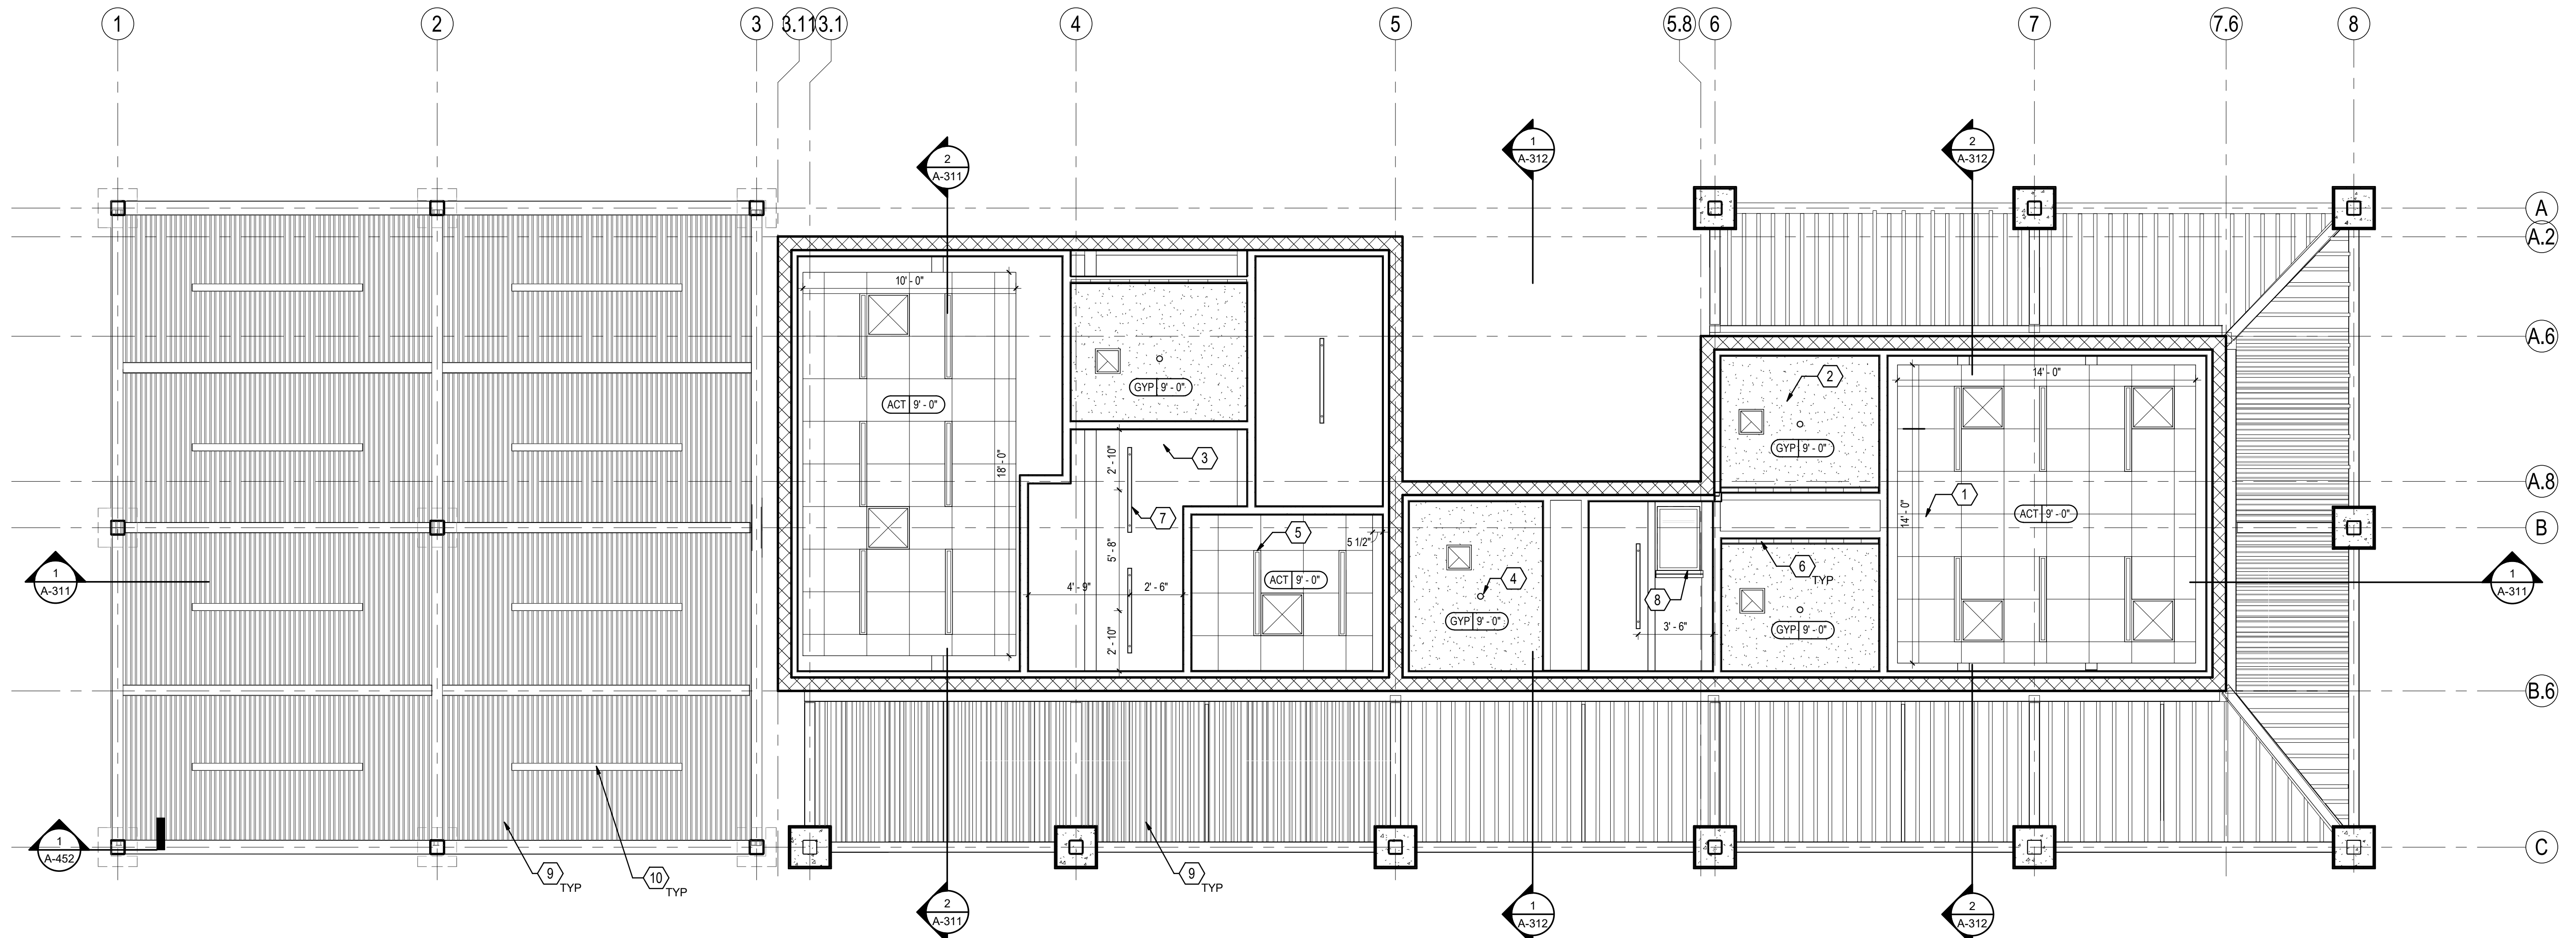 1
2
3
3.11
3.1
4
5
5.8
6
7
7.6
8
2
A-311
1
A-312
2
A-312
A
A.2
A.6
A.8
B
B.6
C
10' - 0"
18' - 0"
ACT 9' - 0"
GYP 9' - 0"
2' - 10"
3
7
5' - 8"
4' - 9"
2' - 6"
2' - 10"
5
5 1/2"
ACT 9' - 0"
4
GYP 9' - 0"
8
3' - 6"
2
GYP 9' - 0"
6
TYP
GYP 9' - 0"
14' - 0"
14' - 0"
1
ACT 9' - 0"
1
A-311
1
A-311
1
A-452
9
TYP
10
TYP
9
TYP
2
A-311
1
A-312
2
A-312